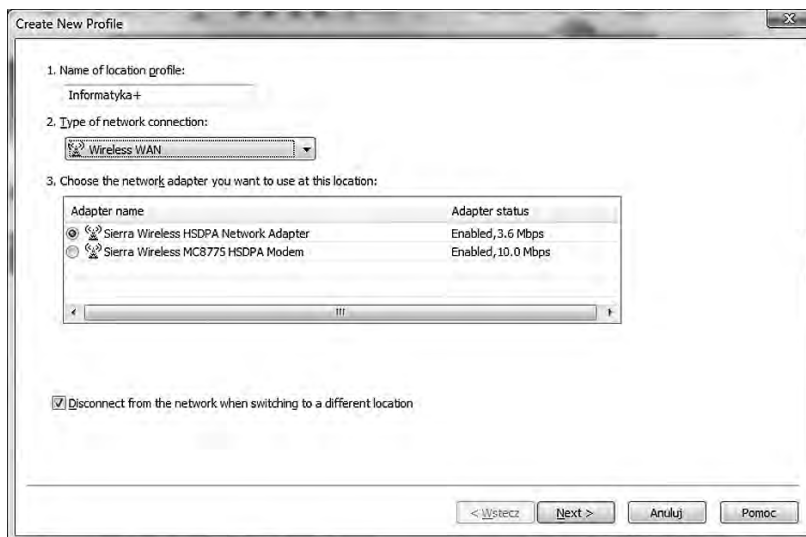 Create New Profile
1. Name of location profile:
Informatyka+
2. Type of network connection:
Wireless WAN
3. Choose the network adapter you want to use at this location:
Adapter name Adapter status
Sierra Wireless HSDPA Network Adapter Enabled,3.6 Mbps
Sierra Wireless MC8775 HSDPA Modem Enabled,10.0 Mbps
Disconnect from the network when switching to a different location
< Wstecz Next > Anuluj Pomoc